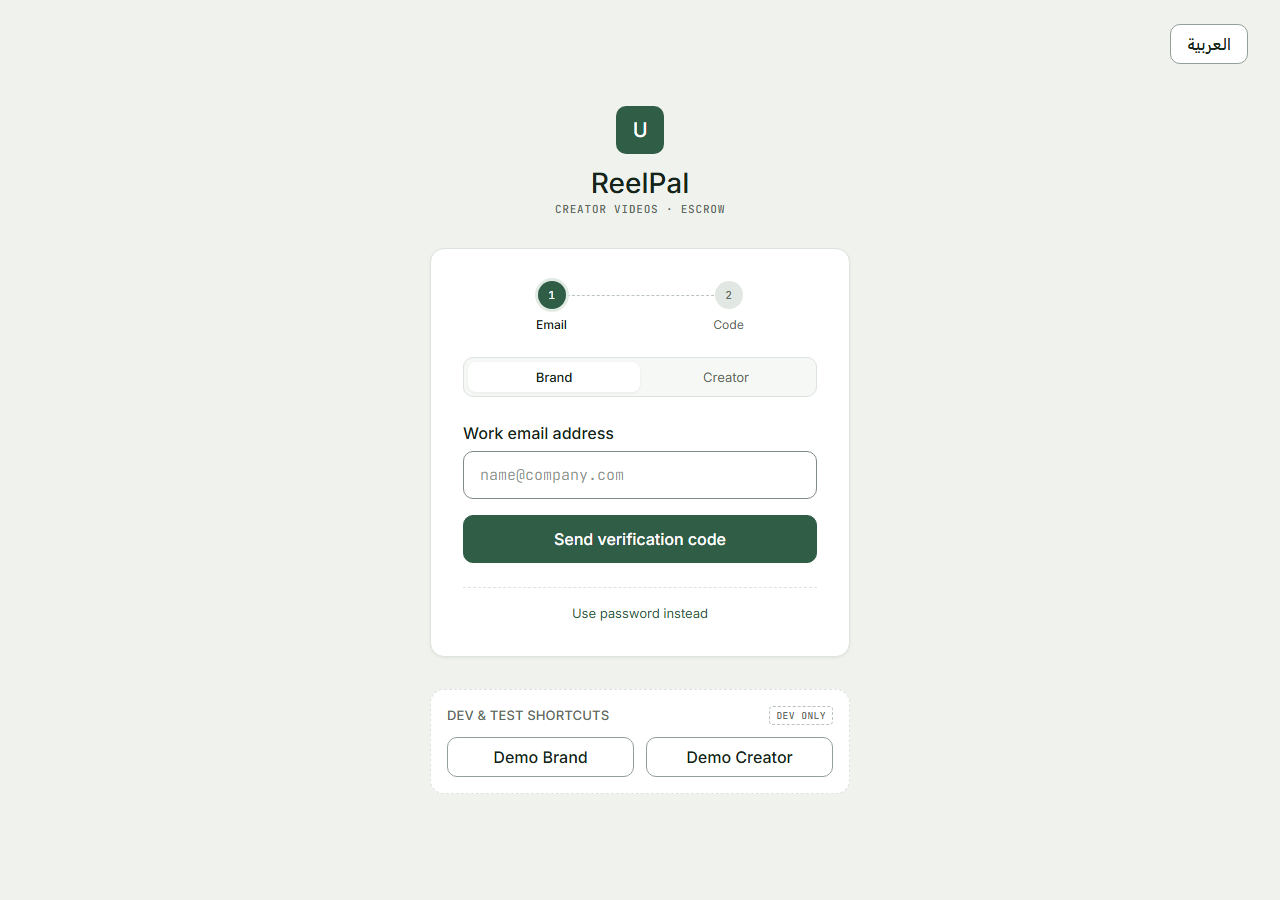 العربية
U
ReelPal
CREATOR VIDEOS · ESCROW
1 2
Email Code
Brand Creator
Work email address
name@company.com
Send verification code
Use password instead
DEV & TEST SHORTCUTS DEV ONLY
Demo Brand Demo Creator